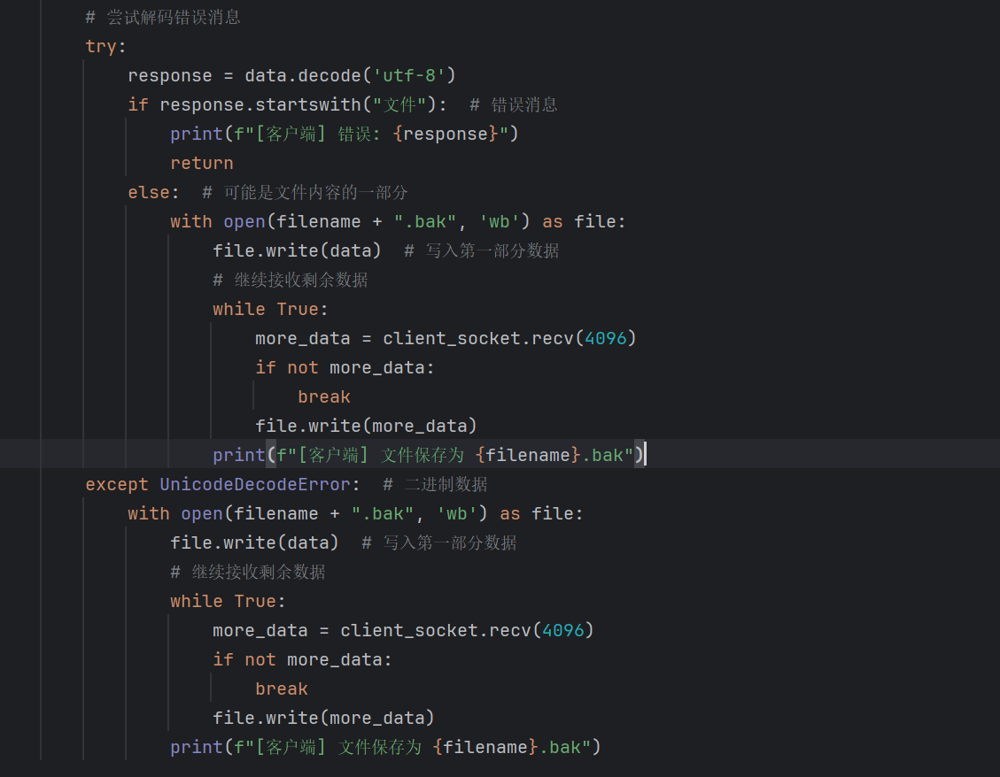 # 尝试解码错误消息
try:
    response = data.decode('utf-8')
    if response.startswith("文件"):  # 错误消息
        print(f"[客户端] 错误: {response}")
        return
    else:  # 可能是文件内容的一部分
        with open(filename + ".bak", 'wb') as file:
            file.write(data)  # 写入第一部分数据
            # 继续接收剩余数据
            while True:
                more_data = client_socket.recv(4096)
                if not more_data:
                    break
                file.write(more_data)
            print(f"[客户端] 文件保存为 {filename}.bak")
except UnicodeDecodeError:  # 二进制数据
    with open(filename + ".bak", 'wb') as file:
        file.write(data)  # 写入第一部分数据
        # 继续接收剩余数据
        while True:
            more_data = client_socket.recv(4096)
            if not more_data:
                break
            file.write(more_data)
        print(f"[客户端] 文件保存为 {filename}.bak")